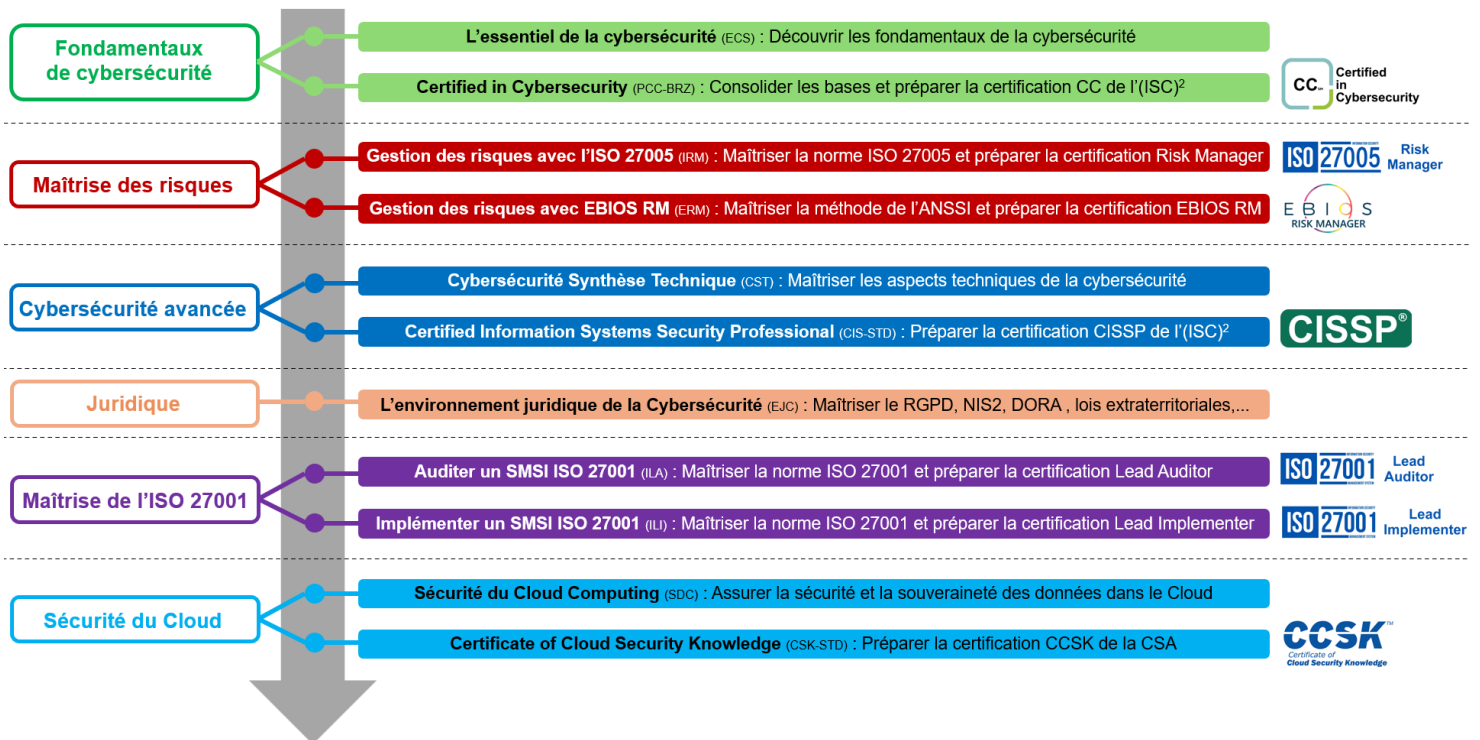 Fondamentaux
de cybersécurité
L'essentiel de la cybersécurité (ECS) : Découvrir les fondamentaux de la cybersécurité
Certified in Cybersecurity (PCC-BRZ) : Consolider les bases et préparer la certification CC de l'(ISC)²
CC℠
Certified
in
Cybersecurity
Maîtrise des risques
Gestion des risques avec l'ISO 27005 (IRM) : Maîtriser la norme ISO 27005 et préparer la certification Risk Manager
ISO 27005
Risk
Manager
Gestion des risques avec EBIOS RM (ERM) : Maîtriser la méthode de l'ANSSI et préparer la certification EBIOS RM
EBIOS
RISK MANAGER
Cybersécurité avancée
Cybersécurité Synthèse Technique (CST) : Maîtriser les aspects techniques de la cybersécurité
Certified Information Systems Security Professional (CIS-STD) : Préparer la certification CISSP de l'(ISC)²
CISSP®
Juridique
L'environnement juridique de la Cybersécurité (EJC) : Maîtriser le RGPD, NIS2, DORA , lois extraterritoriales,...
Maîtrise de l'ISO 27001
Auditer un SMSI ISO 27001 (ILA) : Maîtriser la norme ISO 27001 et préparer la certification Lead Auditor
ISO 27001
Lead
Auditor
Implémenter un SMSI ISO 27001 (ILI) : Maîtriser la norme ISO 27001 et préparer la certification Lead Implementer
ISO 27001
Lead
Implementer
Sécurité du Cloud
Sécurité du Cloud Computing (SDC) : Assurer la sécurité et la souveraineté des données dans le Cloud
Certificate of Cloud Security Knowledge (CSK-STD) : Préparer la certification CCSK de la CSA
CCSK™
Certificate of
Cloud Security Knowledge